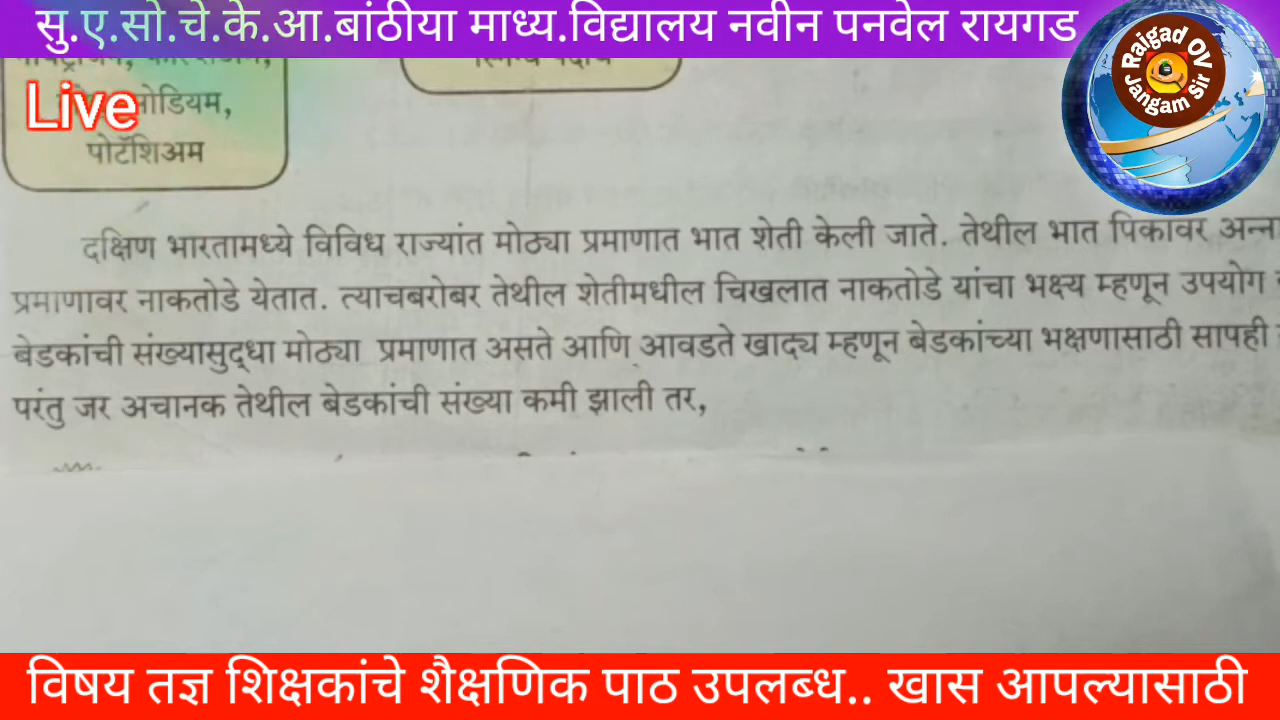 सु.ए.सो.चे.के.आ.बांठीया माध्य.विद्यालय नवीन पनवेल रायगड
Raigad OV
Jangam Sir
Live
सोडियम,
पोटॅशिअम
दक्षिण भारतामध्ये विविध राज्यांत मोठ्या प्रमाणात भात शेती केली जाते. तेथील भात पिकावर अन्ना
प्रमाणावर नाकतोडे येतात. त्याचबरोबर तेथील शेतीमधील चिखलात नाकतोडे यांचा भक्ष्य म्हणून उपयोग
बेडकांची संख्यासुद्धा मोठ्या प्रमाणात असते आणि आवडते खाद्य म्हणून बेडकांच्या भक्षणासाठी सापही
परंतु जर अचानक तेथील बेडकांची संख्या कमी झाली तर,
विषय तज्ञ शिक्षकांचे शैक्षणिक पाठ उपलब्ध.. खास आपल्यासाठी